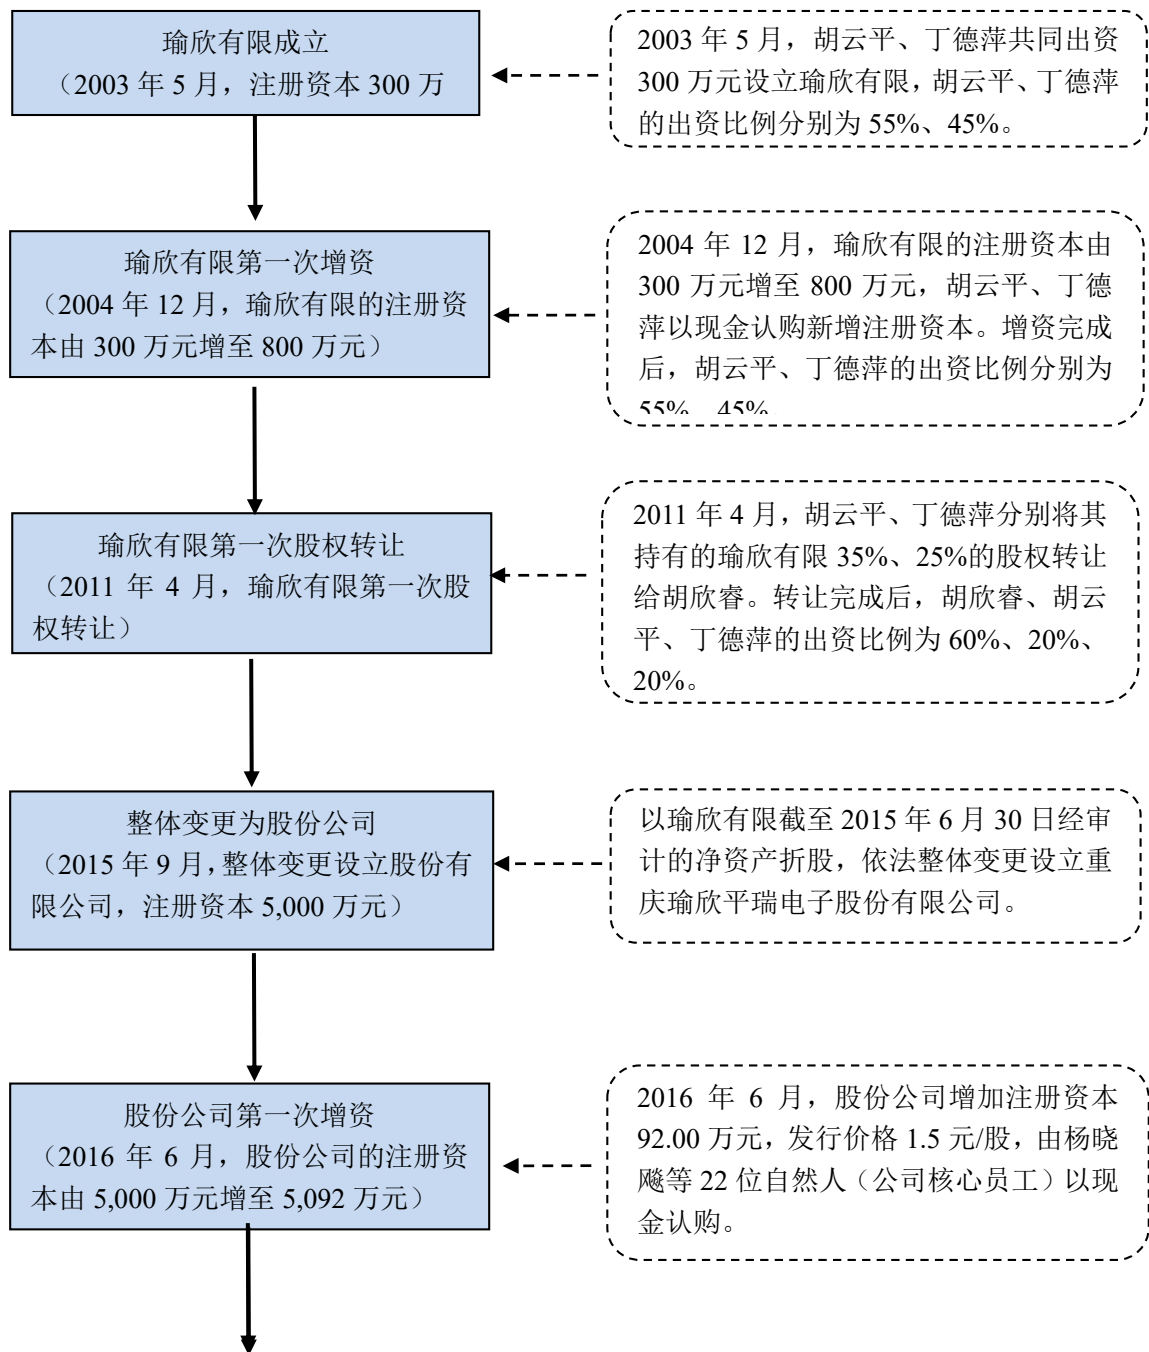 瑜欣有限成立
（2003 年 5 月，注册资本 300 万
2003 年 5 月，胡云平、丁德萍共同出资
300 万元设立瑜欣有限，胡云平、丁德萍
的出资比例分别为 55%、45%。
瑜欣有限第一次增资
（2004 年 12 月，瑜欣有限的注册资
本由 300 万元增至 800 万元）
2004 年 12 月，瑜欣有限的注册资本由
300 万元增至 800 万元，胡云平、丁德
萍以现金认购新增注册资本。增资完成
后，胡云平、丁德萍的出资比例分别为
55%、45%
瑜欣有限第一次股权转让
（2011 年 4 月，瑜欣有限第一次股
权转让）
2011 年 4 月，胡云平、丁德萍分别将其
持有的瑜欣有限 35%、25%的股权转让
给胡欣睿。转让完成后，胡欣睿、胡云
平、丁德萍的出资比例为 60%、20%、
20%。
整体变更为股份公司
（2015 年 9 月，整体变更设立股份有
限公司，注册资本 5,000 万元）
以瑜欣有限截至 2015 年 6 月 30 日经审
计的净资产折股，依法整体变更设立重
庆瑜欣平瑞电子股份有限公司。
股份公司第一次增资
（2016 年 6 月，股份公司的注册资
本由 5,000 万元增至 5,092 万元）
2016 年 6 月，股份公司增加注册资本
92.00 万元，发行价格 1.5 元/股，由杨晓
飚等 22 位自然人（公司核心员工）以现
金认购。